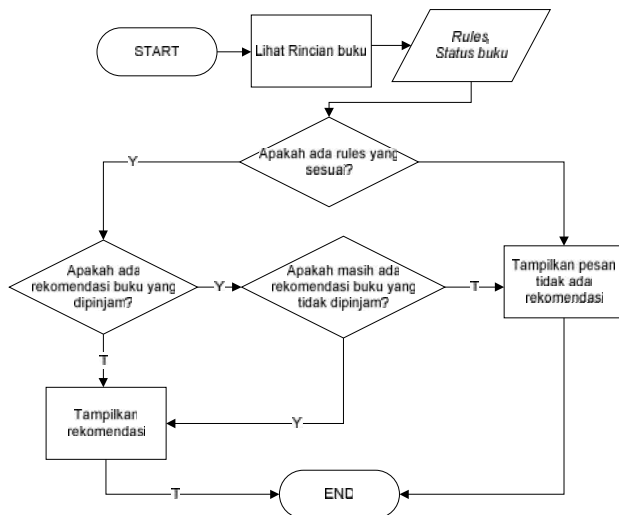 START
Lihat Rincian buku
Rules,
Status buku
Apakah ada rules yang
sesuai?
Y
Apakah ada
rekomendasi buku yang
dipinjam?
Y
Apakah masih ada
rekomendasi buku yang
tidak dipinjam?
T
Tampilkan pesan
tidak ada
rekomendasi
T
Tampilkan
rekomendasi
Y
T
END